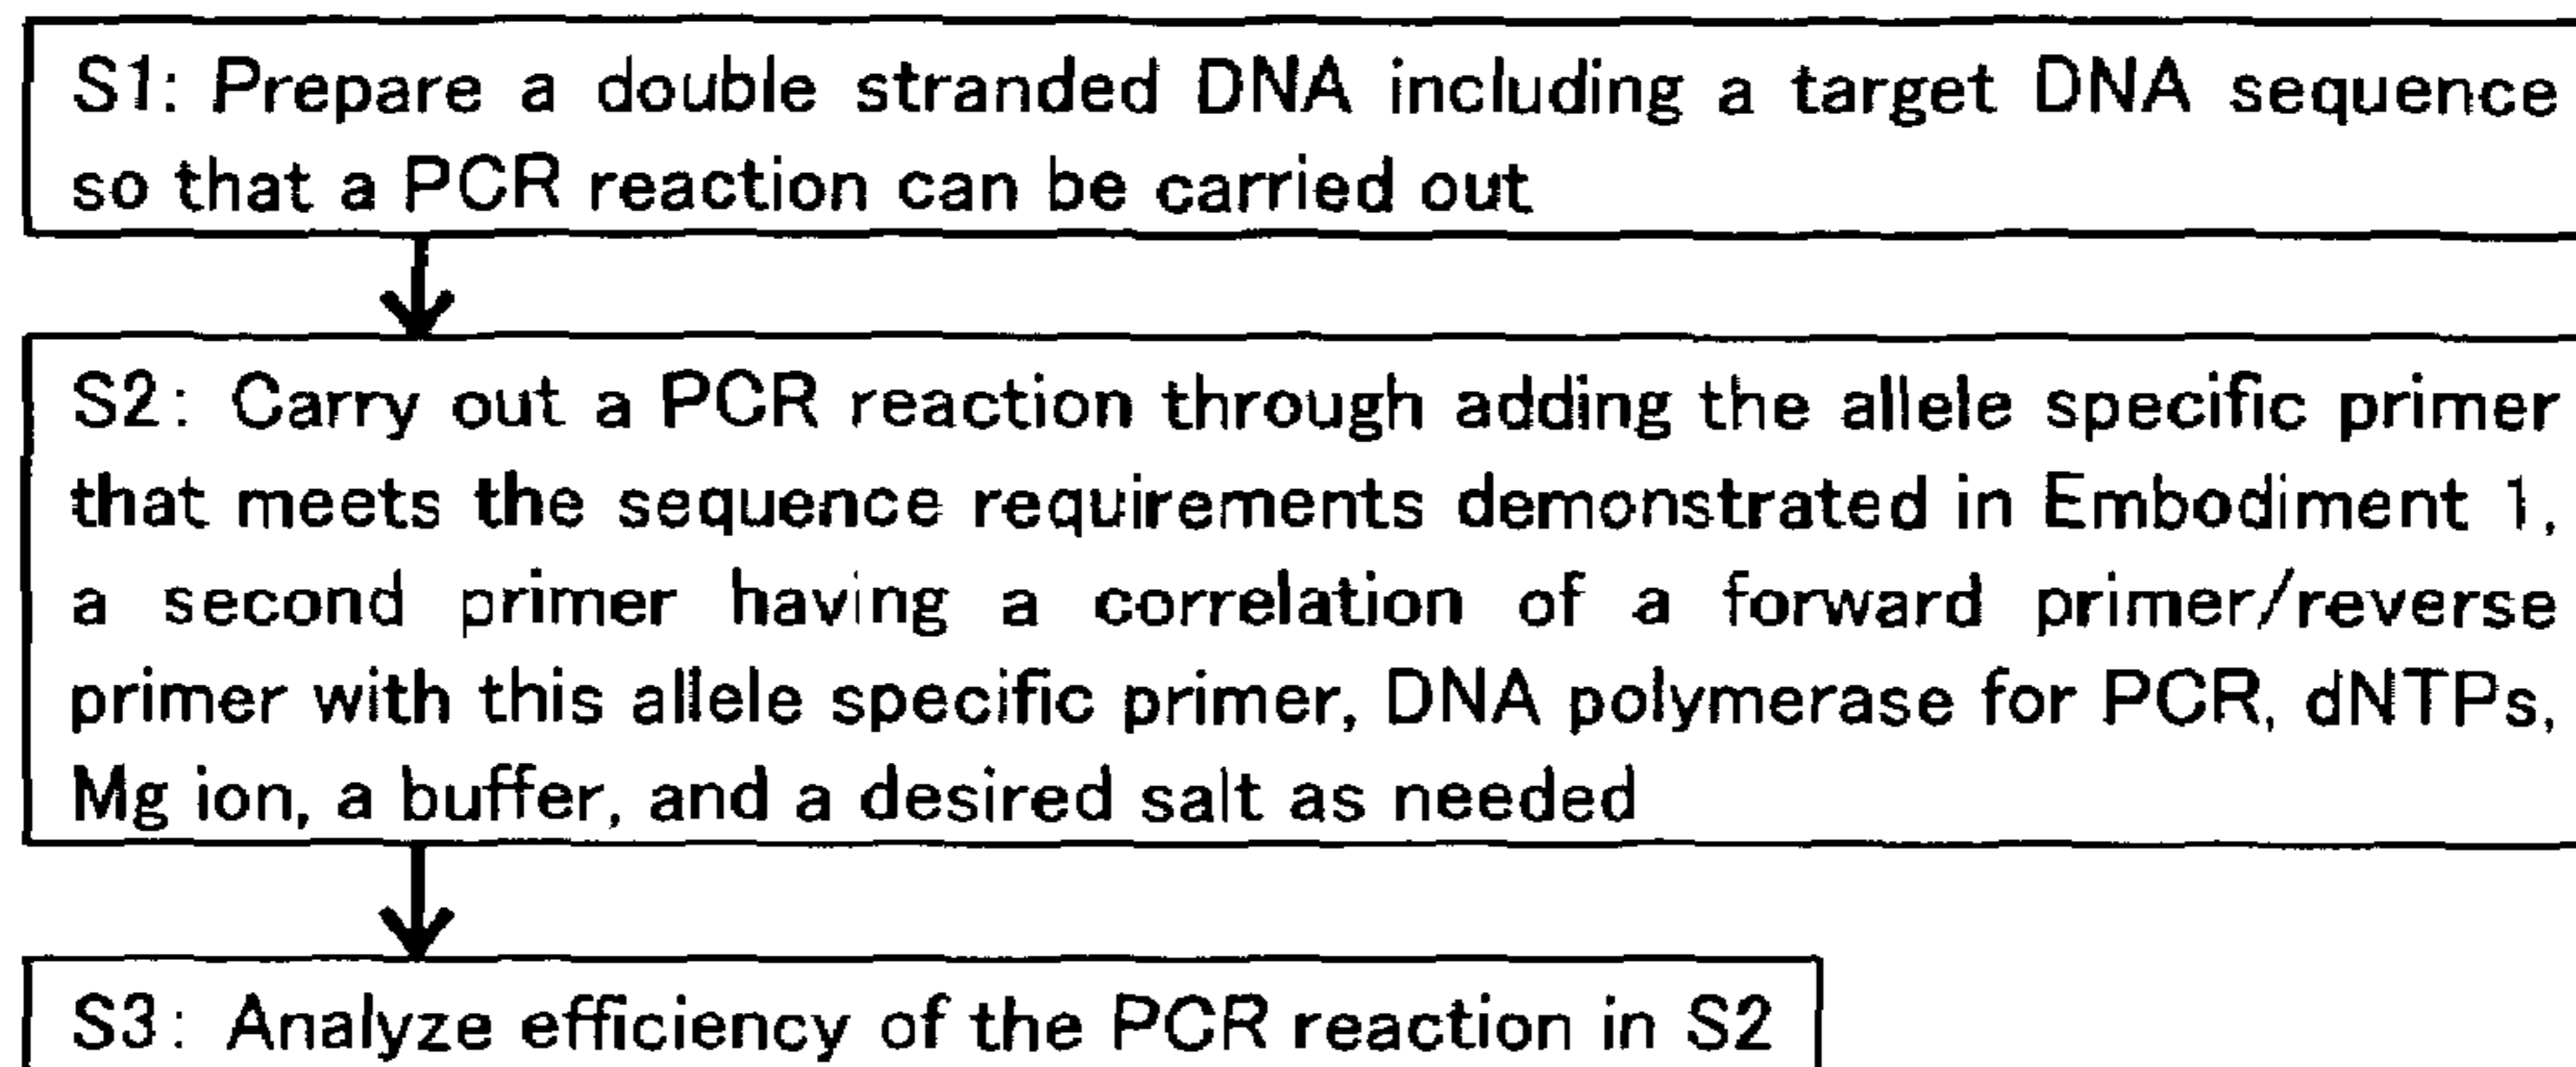 S1: Prepare a double stranded DNA including a target DNA sequence
so that a PCR reaction can be carried out
S2: Carry out a PCR reaction through adding the allele specific primer
that meets the sequence requirements demonstrated in Embodiment 1,
a second primer having a correlation of a forward primer/reverse
primer with this allele specific primer, DNA polymerase for PCR, dNTPs,
Mg ion, a buffer, and a desired salt as needed
S3: Analyze efficiency of the PCR reaction in S2